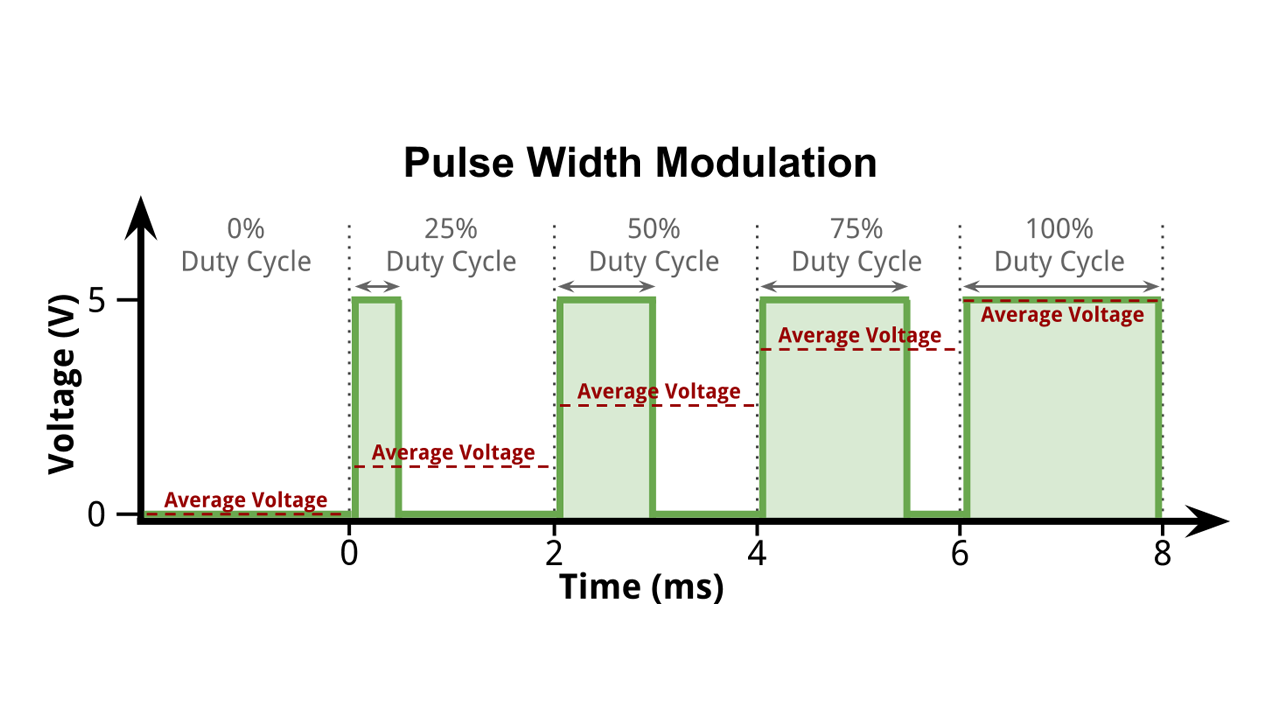 Pulse Width Modulation
0%
Duty Cycle
25%
Duty Cycle
50%
Duty Cycle
75%
Duty Cycle
100%
Duty Cycle
Voltage (V)
5
0
Average Voltage
Average Voltage
Average Voltage
Average Voltage
Average Voltage
0
2
4
6
8
Time (ms)